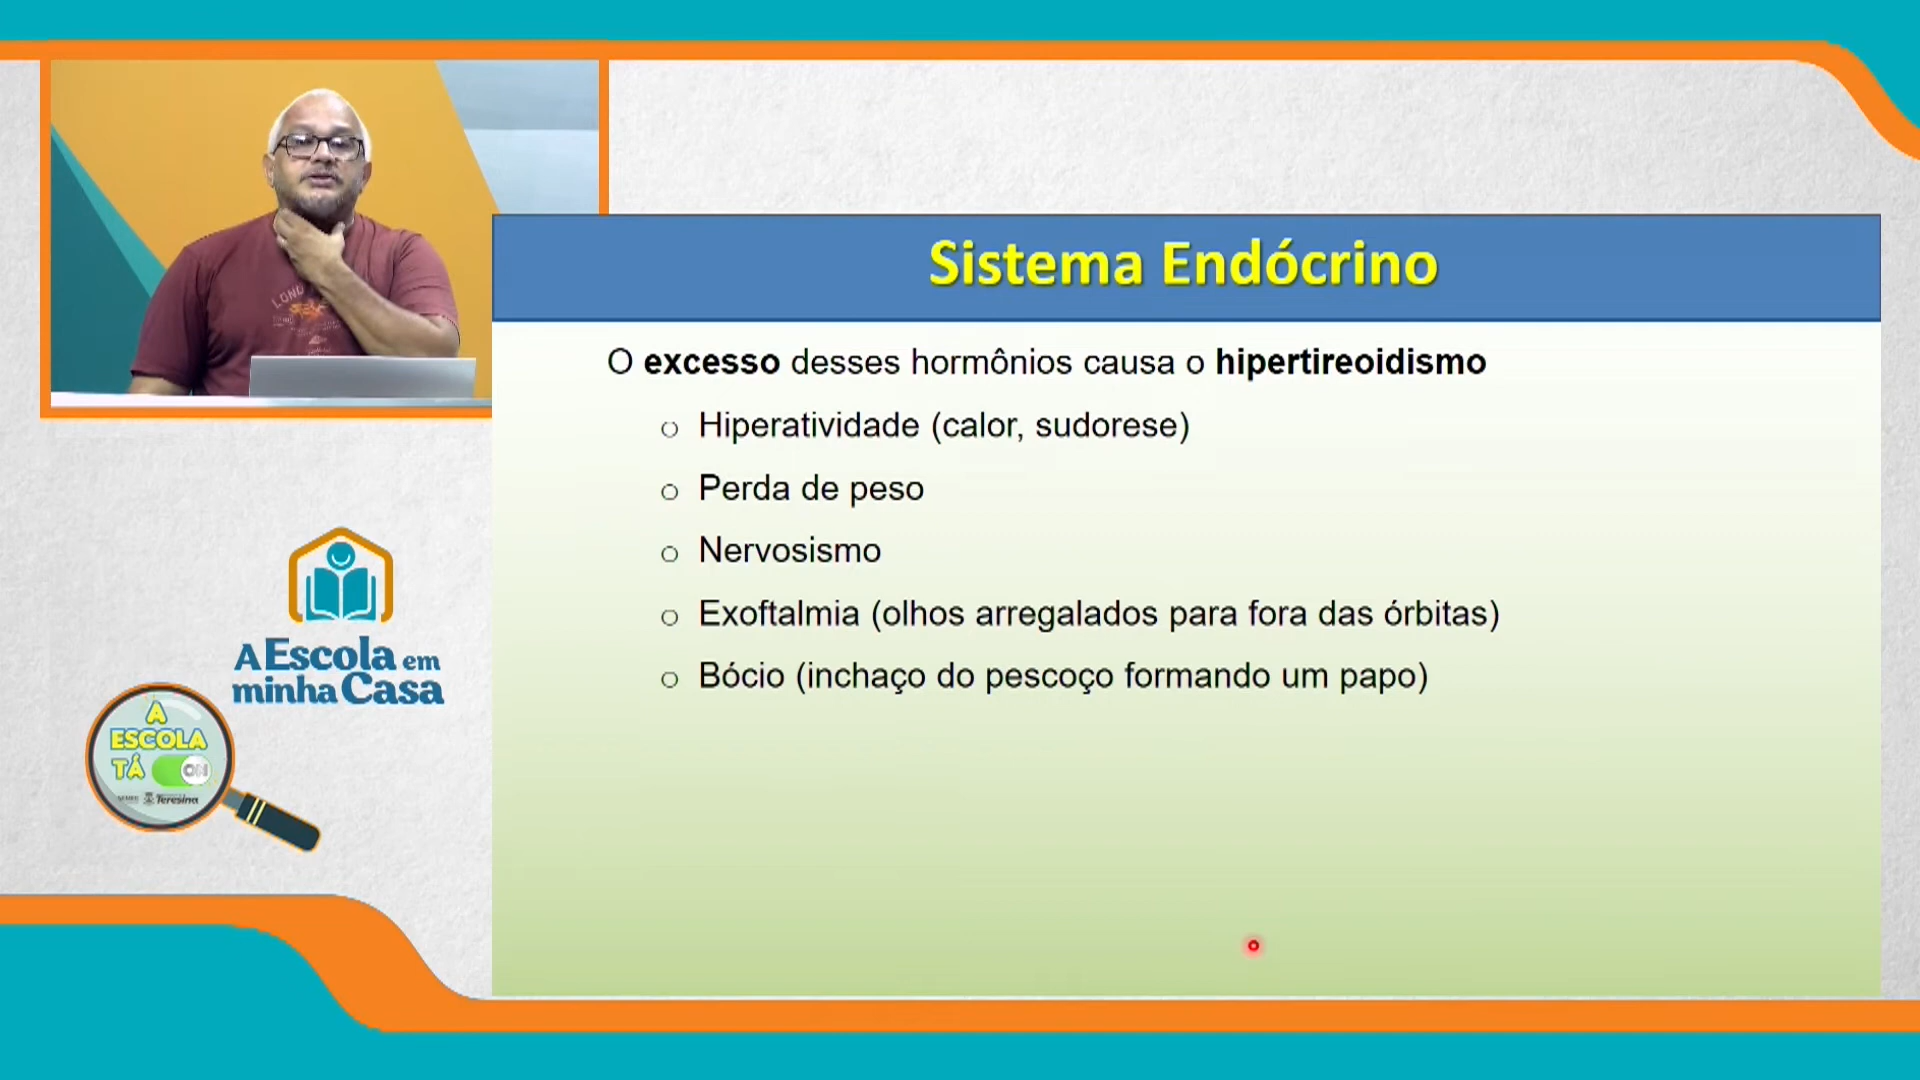 Sistema Endócrino
O excesso desses hormônios causa o hipertireoidismo
Hiperatividade (calor, sudorese)
Perda de peso
Nervosismo
Exoftalmia (olhos arregalados para fora das órbitas)
Bócio (inchaço do pescoço formando um papo)
A Escola em
minha Casa
A
ESCOLA
TÁ ON
Teresina